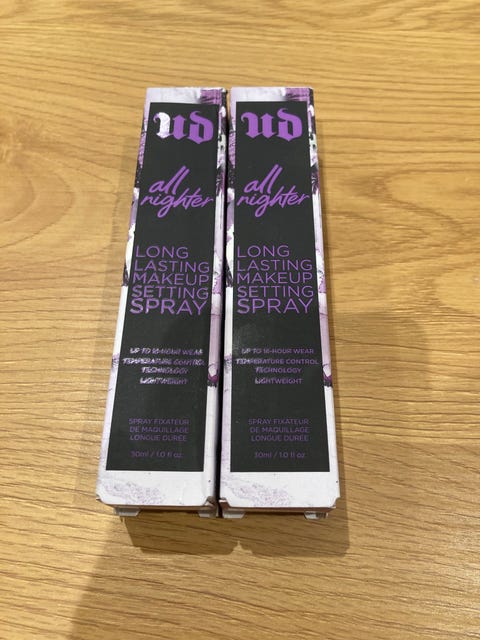 ud
all
nighter
LONG
LASTING
MAKEUP
SETTING
SPRAY
UP TO 16-HOUR WEAR
TEMPERATURE CONTROL
TECHNOLOGY
LIGHTWEIGHT
SPRAY FIXATEUR
DE MAQUILLAGE
LONGUE DURÉE
30ml / 1.0 fl oz.
ud
all
nighter
LONG
LASTING
MAKEUP
SETTING
SPRAY
UP TO 16-HOUR WEAR
TEMPERATURE CONTROL
TECHNOLOGY
LIGHTWEIGHT
SPRAY FIXATEUR
DE MAQUILLAGE
LONGUE DURÉE
30ml / 1.0 fl oz.